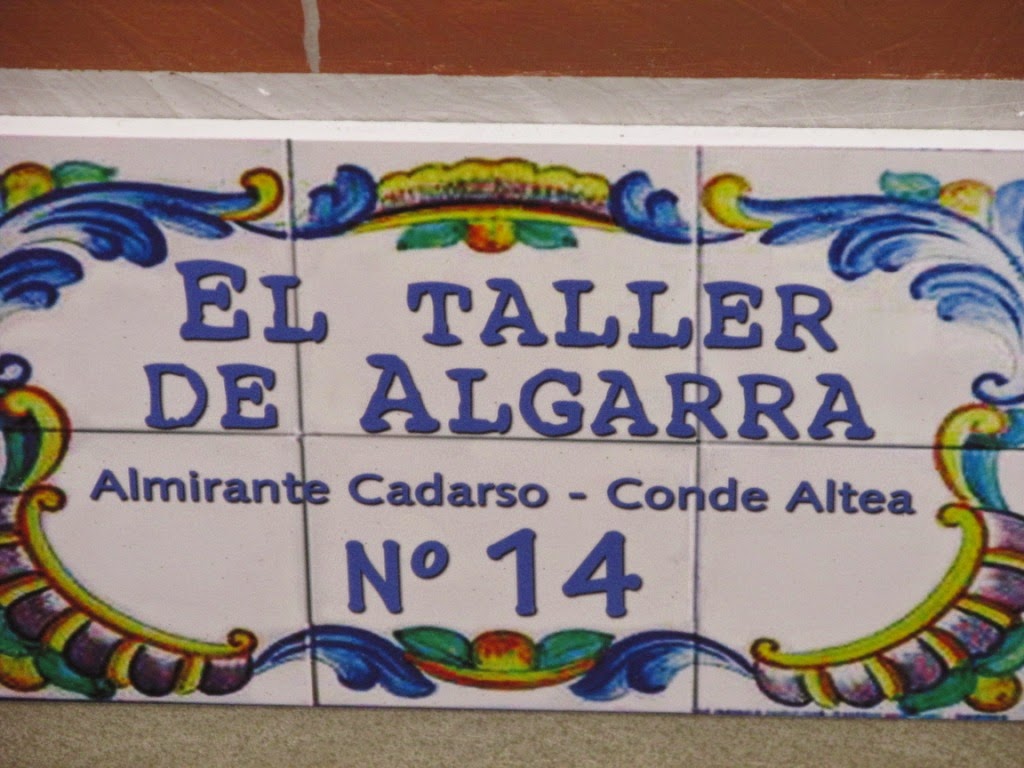 EL TALLER
DE ALGARRA
Almirante Cadarso - Conde Altea
Nº 14